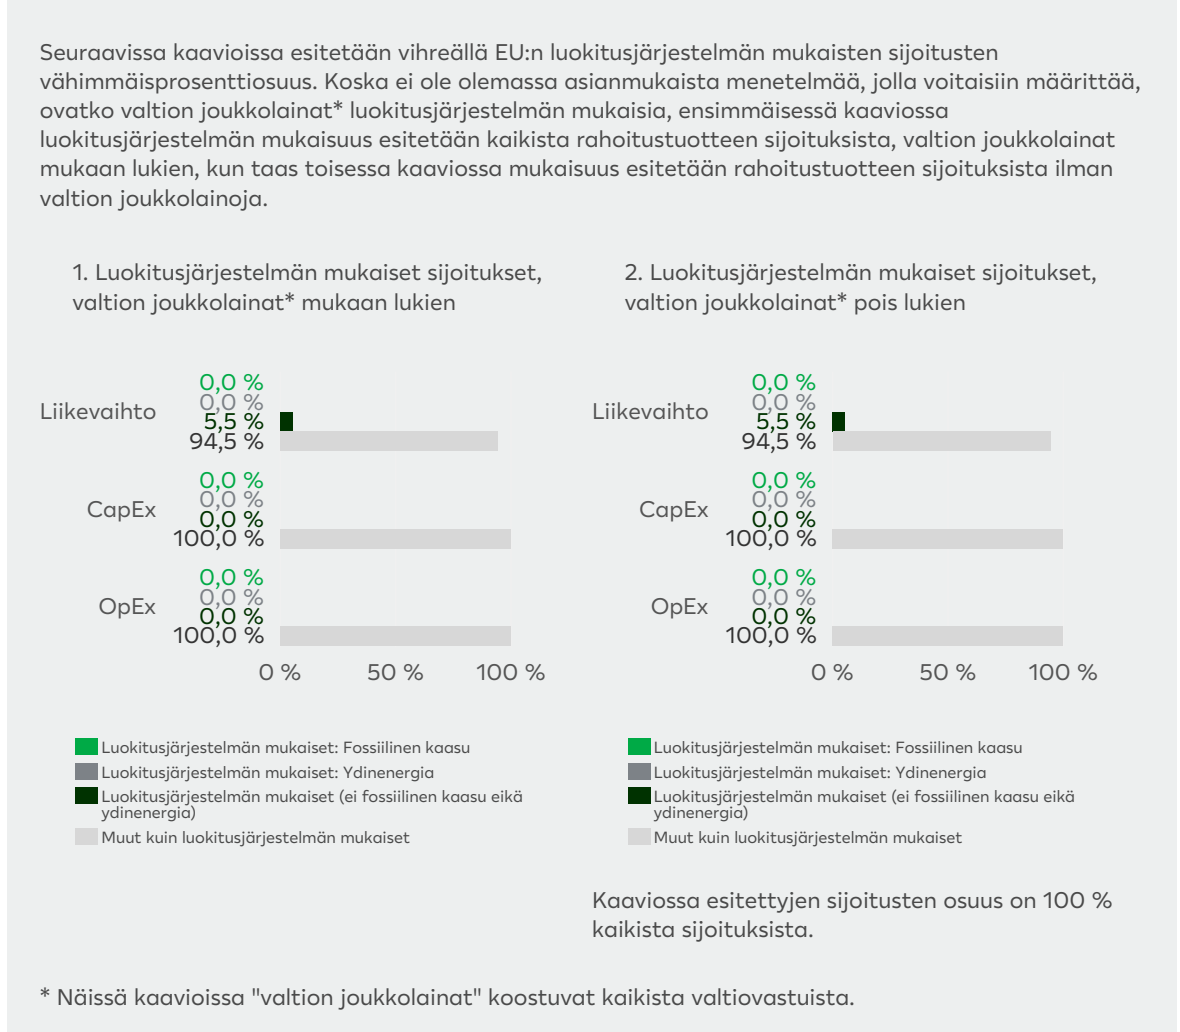 Seuraavissa kaavioissa esitetään vihreällä EU:n luokitusjärjestelmän mukaisten sijoitusten
vähimmäisprosenttiosuus. Koska ei ole olemassa asianmukaista menetelmää, jolla voitaisiin määrittää,
ovatko valtion joukkolainat* luokitusjärjestelmän mukaisia, ensimmäisessä kaaviossa
luokitusjärjestelmän mukaisuus esitetään kaikista rahoitustuotteen sijoituksista, valtion joukkolainat
mukaan lukien, kun taas toisessa kaaviossa mukaisuus esitetään rahoitustuotteen sijoituksista ilman
valtion joukkolainoja.
1. Luokitusjärjestelmän mukaiset sijoitukset,
valtion joukkolainat* mukaan lukien
Liikevaihto
0,0 %
0,0 %
5,5 %
94,5 %
CapEx
0,0 %
0,0 %
0,0 %
100,0 %
OpEx
0,0 %
0,0 %
0,0 %
100,0 %
0 % 50 % 100 %
Luokitusjärjestelmän mukaiset: Fossiilinen kaasu
Luokitusjärjestelmän mukaiset: Ydinenergia
Luokitusjärjestelmän mukaiset (ei fossiilinen kaasu eikä
ydinenergia)
Muut kuin luokitusjärjestelmän mukaiset
2. Luokitusjärjestelmän mukaiset sijoitukset,
valtion joukkolainat* pois lukien
Liikevaihto
0,0 %
0,0 %
5,5 %
94,5 %
CapEx
0,0 %
0,0 %
0,0 %
100,0 %
OpEx
0,0 %
0,0 %
0,0 %
100,0 %
0 % 50 % 100 %
Luokitusjärjestelmän mukaiset: Fossiilinen kaasu
Luokitusjärjestelmän mukaiset: Ydinenergia
Luokitusjärjestelmän mukaiset (ei fossiilinen kaasu eikä
ydinenergia)
Muut kuin luokitusjärjestelmän mukaiset
Kaaviossa esitettyjen sijoitusten osuus on 100 %
kaikista sijoituksista.
* Näissä kaavioissa "valtion joukkolainat" koostuvat kaikista valtiovastuista.